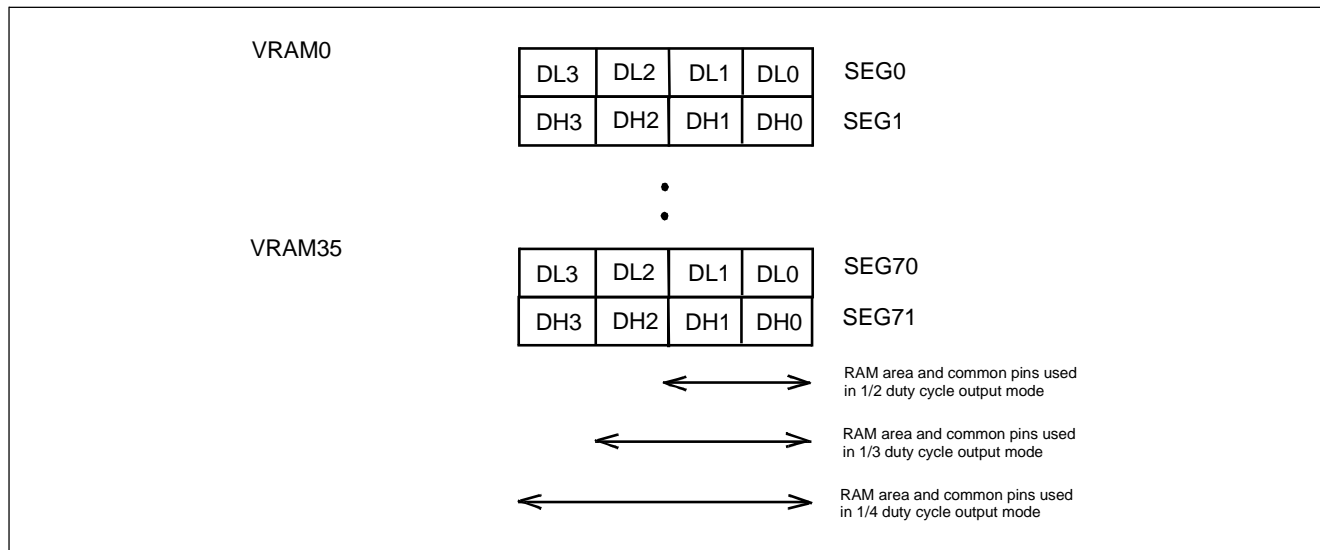 VRAM0
DL3 DL2 DL1 DL0 SEG0
DH3 DH2 DH1 DH0 SEG1
VRAM35
DL3 DL2 DL1 DL0 SEG70
DH3 DH2 DH1 DH0 SEG71
RAM area and common pins used
in 1/2 duty cycle output mode
RAM area and common pins used
in 1/3 duty cycle output mode
RAM area and common pins used
in 1/4 duty cycle output mode